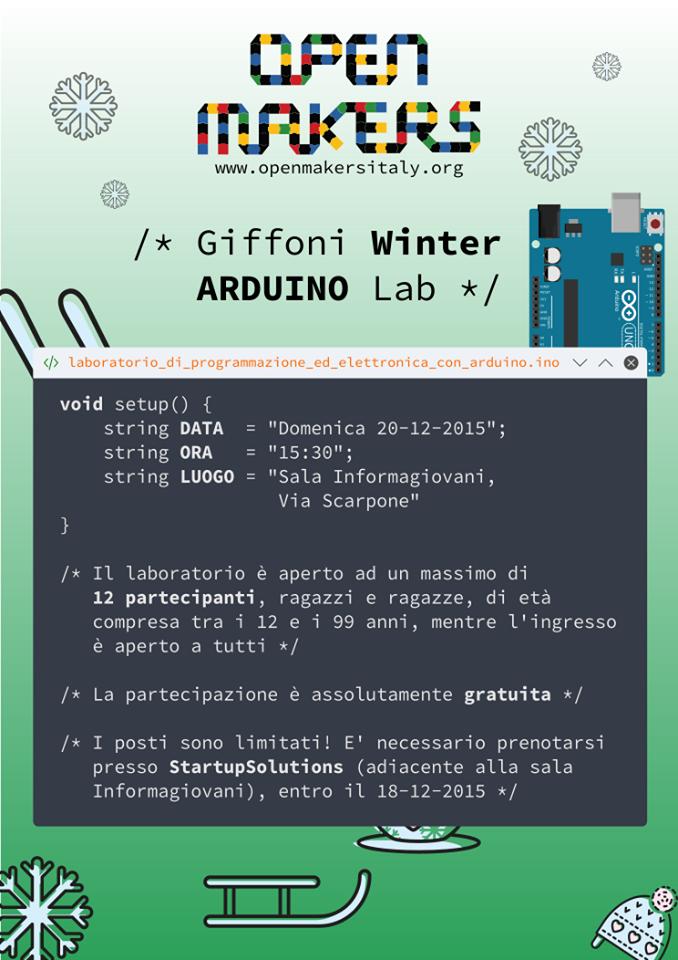 OPEN
MAKERS
www.openmakersitaly.org
/* Giffoni Winter
ARDUINO Lab */
</> laboratorio_di_programmazione_ed_elettronica_con_arduino.ino
void setup() {
string DATA = "Domenica 20-12-2015";
string ORA = "15:30";
string LUOGO = "Sala Informagiovani,
Via Scarpone"
}
/* Il laboratorio è aperto ad un massimo di
12 partecipanti, ragazzi e ragazze, di età
compresa tra i 12 e i 99 anni, mentre l'ingresso
è aperto a tutti */
/* La partecipazione è assolutamente gratuita */
/* I posti sono limitati! E' necessario prenotarsi
presso StartupSolutions (adiacente alla sala
Informagiovani), entro il 18-12-2015 */